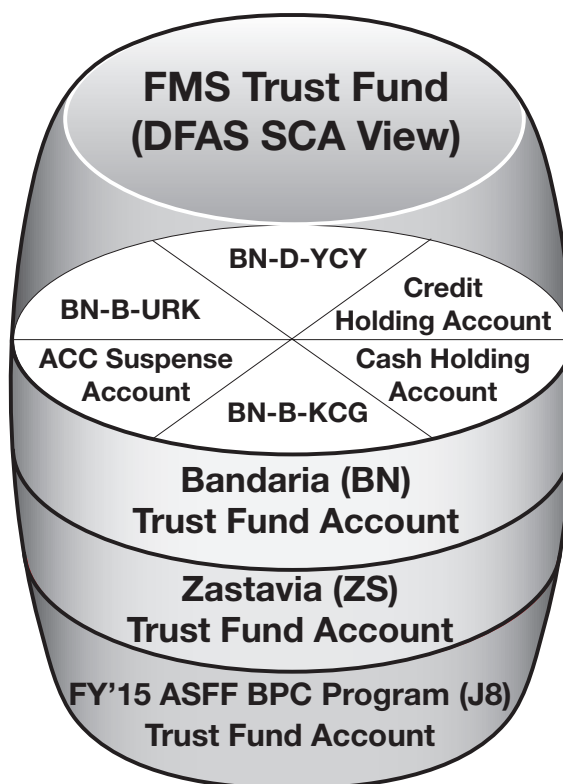 FMS Trust Fund
(DFAS SCA View)
BN-D-YCY
BN-B-URK
Credit
Holding Account
ACC Suspense
Account
Cash Holding
Account
BN-B-KCG
Bandaria (BN)
Trust Fund Account
Zastavia (ZS)
Trust Fund Account
FY'15 ASFF BPC Program (J8)
Trust Fund Account